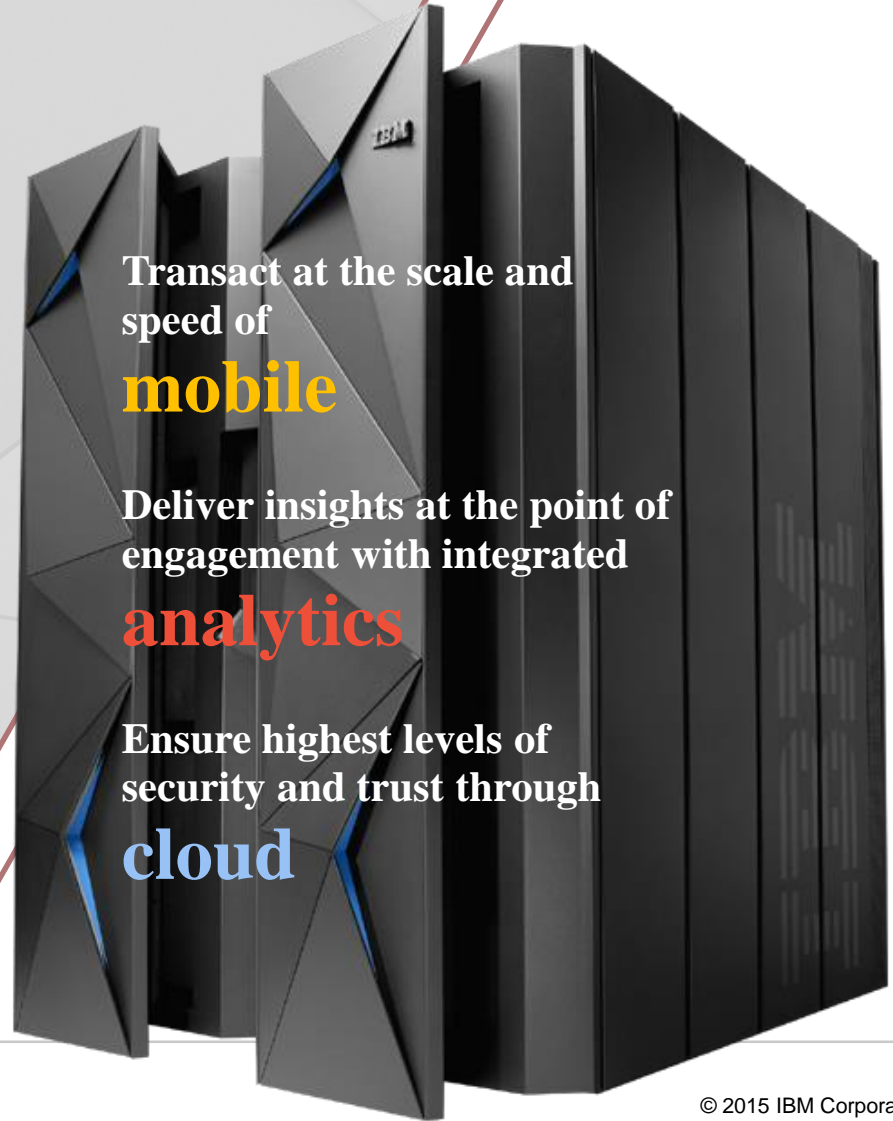 IBM
Transact at the scale and
speed of
mobile
Deliver insights at the point of
engagement with integrated
analytics
Ensure highest levels of
security and trust through
cloud
IBM
© 2015 IBM Corpora